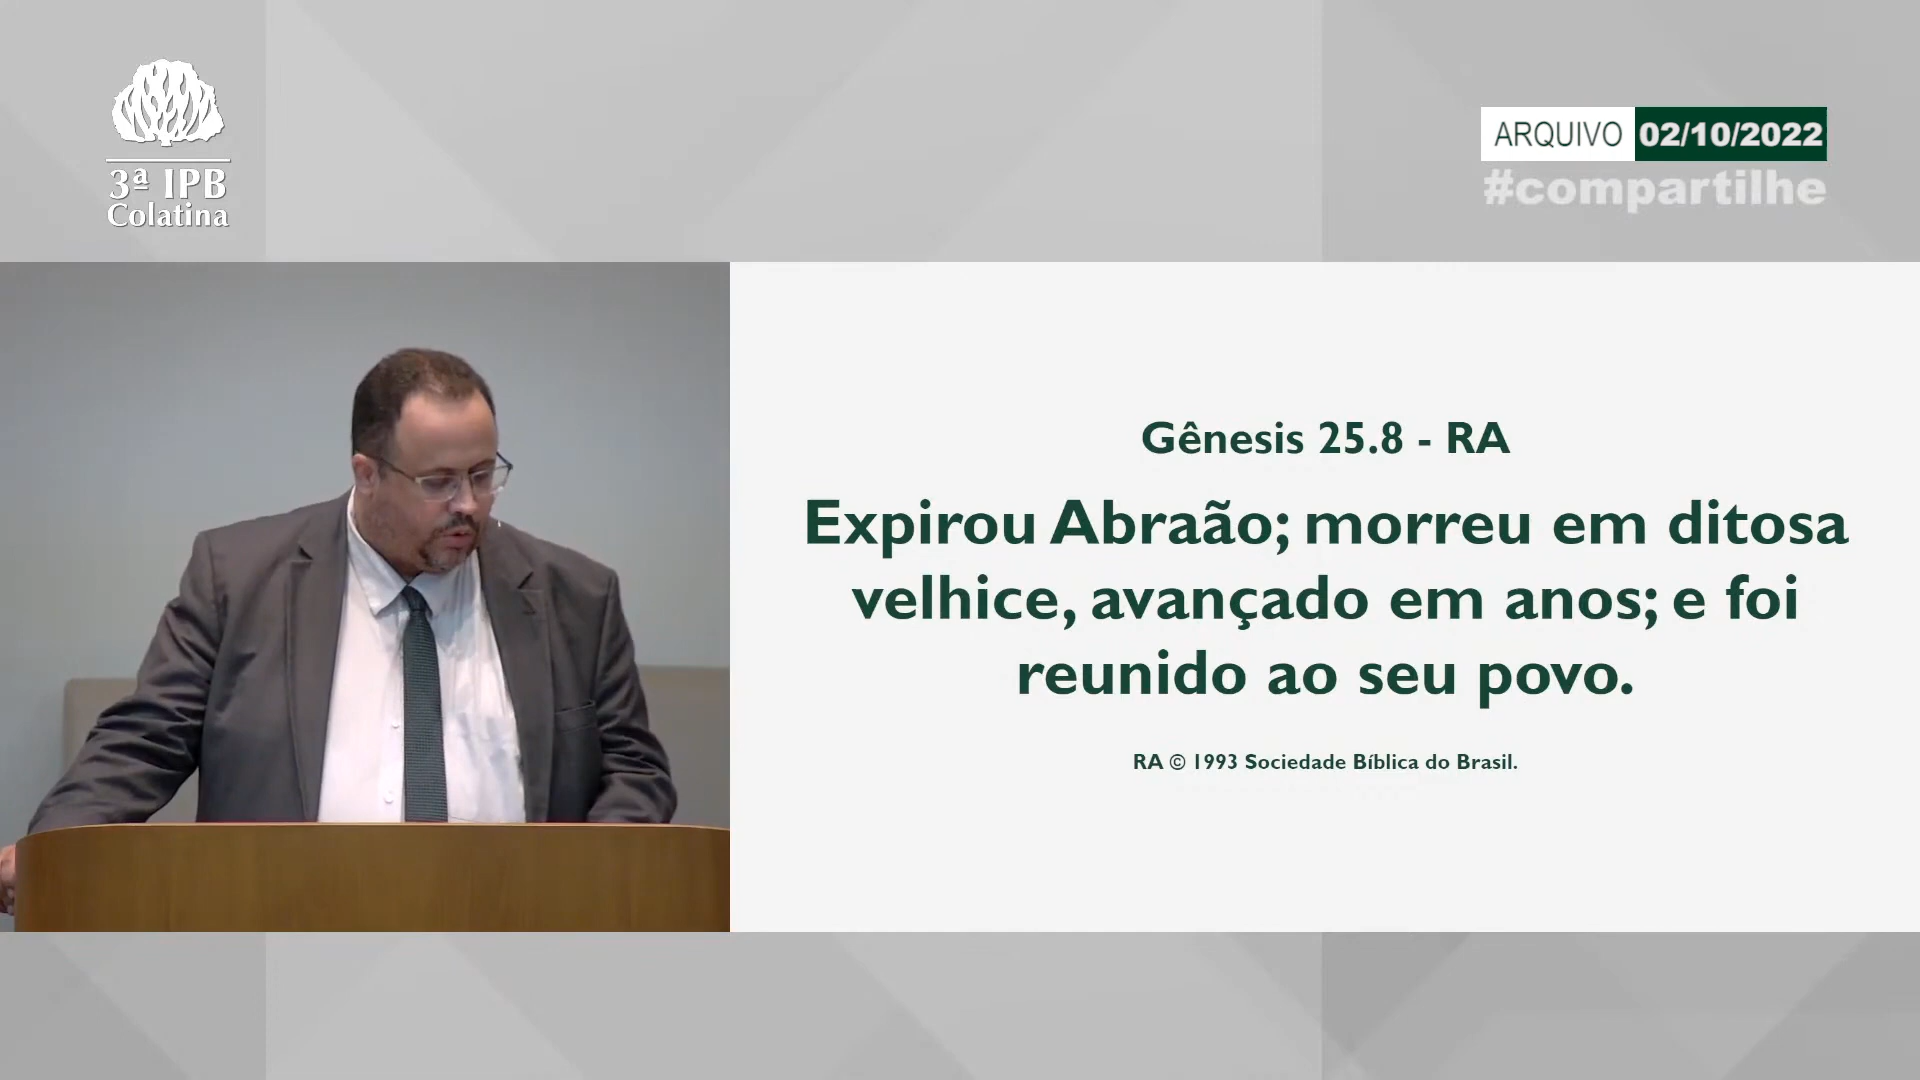 3ª IPB
Colatina
ARQUIVO 02/10/2022
#compartilhe
Gênesis 25.8 - RA
Expirou Abraão; morreu em ditosa
velhice, avançado em anos; e foi
reunido ao seu povo.
RA © 1993 Sociedade Bíblica do Brasil.